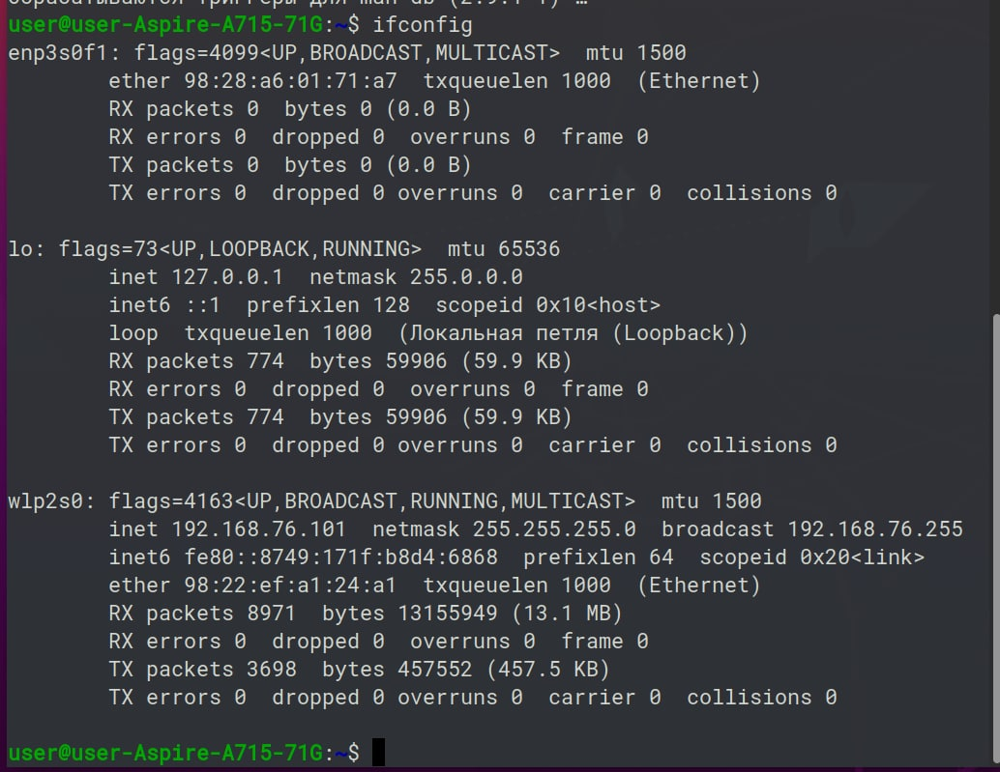 обрабатываются триггеры для man-db (2.9.1-1) …
user@user-Aspire-A715-71G:~$ ifconfig
enp3s0f1: flags=4099<UP,BROADCAST,MULTICAST>  mtu 1500
        ether 98:28:a6:01:71:a7  txqueuelen 1000  (Ethernet)
        RX packets 0  bytes 0 (0.0 B)
        RX errors 0  dropped 0  overruns 0  frame 0
        TX packets 0  bytes 0 (0.0 B)
        TX errors 0  dropped 0 overruns 0  carrier 0  collisions 0

lo: flags=73<UP,LOOPBACK,RUNNING>  mtu 65536
        inet 127.0.0.1  netmask 255.0.0.0
        inet6 ::1  prefixlen 128  scopeid 0x10<host>
        loop  txqueuelen 1000  (Локальная петля (Loopback))
        RX packets 774  bytes 59906 (59.9 KB)
        RX errors 0  dropped 0  overruns 0  frame 0
        TX packets 774  bytes 59906 (59.9 KB)
        TX errors 0  dropped 0 overruns 0  carrier 0  collisions 0

wlp2s0: flags=4163<UP,BROADCAST,RUNNING,MULTICAST>  mtu 1500
        inet 192.168.76.101  netmask 255.255.255.0  broadcast 192.168.76.255
        inet6 fe80::8749:171f:b8d4:6868  prefixlen 64  scopeid 0x20<link>
        ether 98:22:ef:a1:24:a1  txqueuelen 1000  (Ethernet)
        RX packets 8971  bytes 13155949 (13.1 MB)
        RX errors 0  dropped 0  overruns 0  frame 0
        TX packets 3698  bytes 457552 (457.5 KB)
        TX errors 0  dropped 0 overruns 0  carrier 0  collisions 0

user@user-Aspire-A715-71G:~$